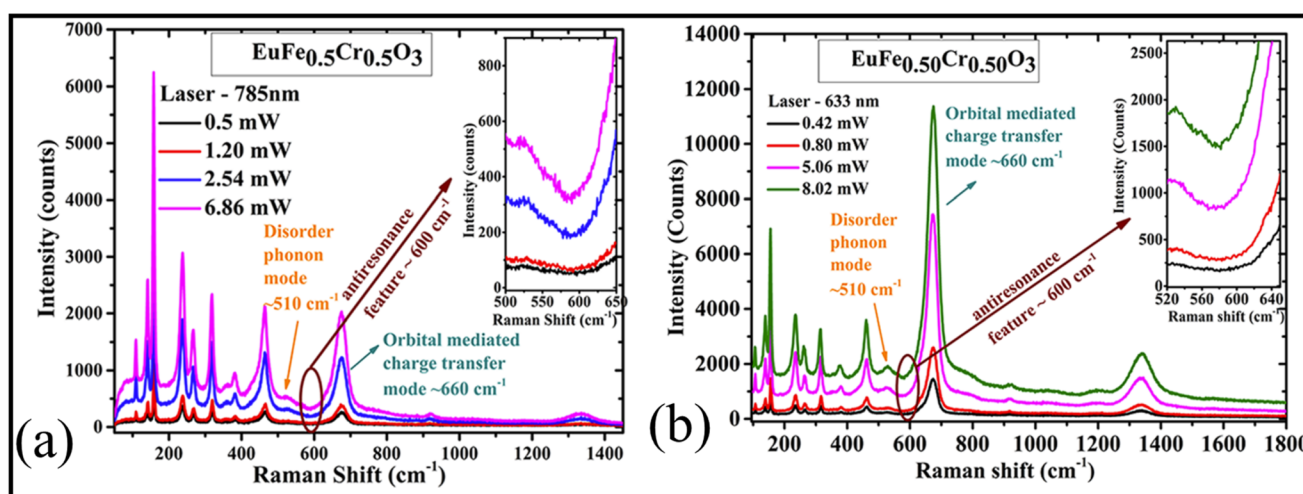 EuFe0.5Cr0.5O3
Laser - 785nm
0.5 mW
1.20 mW
2.54 mW
6.86 mW
Disorder
phonon
mode
~510 cm-1
antiresonance
feature ~ 600 cm-1
Orbital mediated
charge transfer
mode ~660 cm-1
Intensity (counts)
7000
6000
5000
4000
3000
2000
1000
0
200 400 600 800 1000 1200 1400
Raman Shift (cm-1)
Intensity (counts)
800
600
400
200
0
500 550 600 650
Raman Shift (cm-1)
(a)
EuFe0.50Cr0.50O3
Laser - 633 nm
0.42 mW
0.80 mW
5.06 mW
8.02 mW
Orbital mediated
charge transfer
mode ~660 cm-1
Disorder
phonon
mode
~510 cm-1
antiresonance
feature ~ 600 cm-1
Intensity (Counts)
14000
12000
10000
8000
6000
4000
2000
0
200 400 600 800 1000 1200 1400 1600 1800
Raman shift (cm-1)
Intensity (Counts)
2500
2000
1500
1000
500
0
520 560 600 640
Raman Shift (cm-1)
(b)